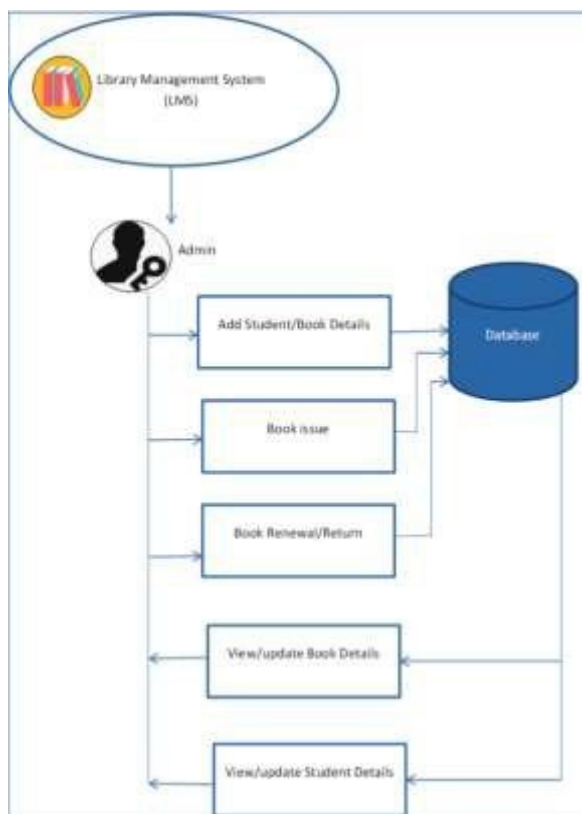 Library Management System
(LMS)
Admin
Add Student/Book Details
Database
Book issue
Book Renewal/Return
View/update Book Details
View/update Student Details